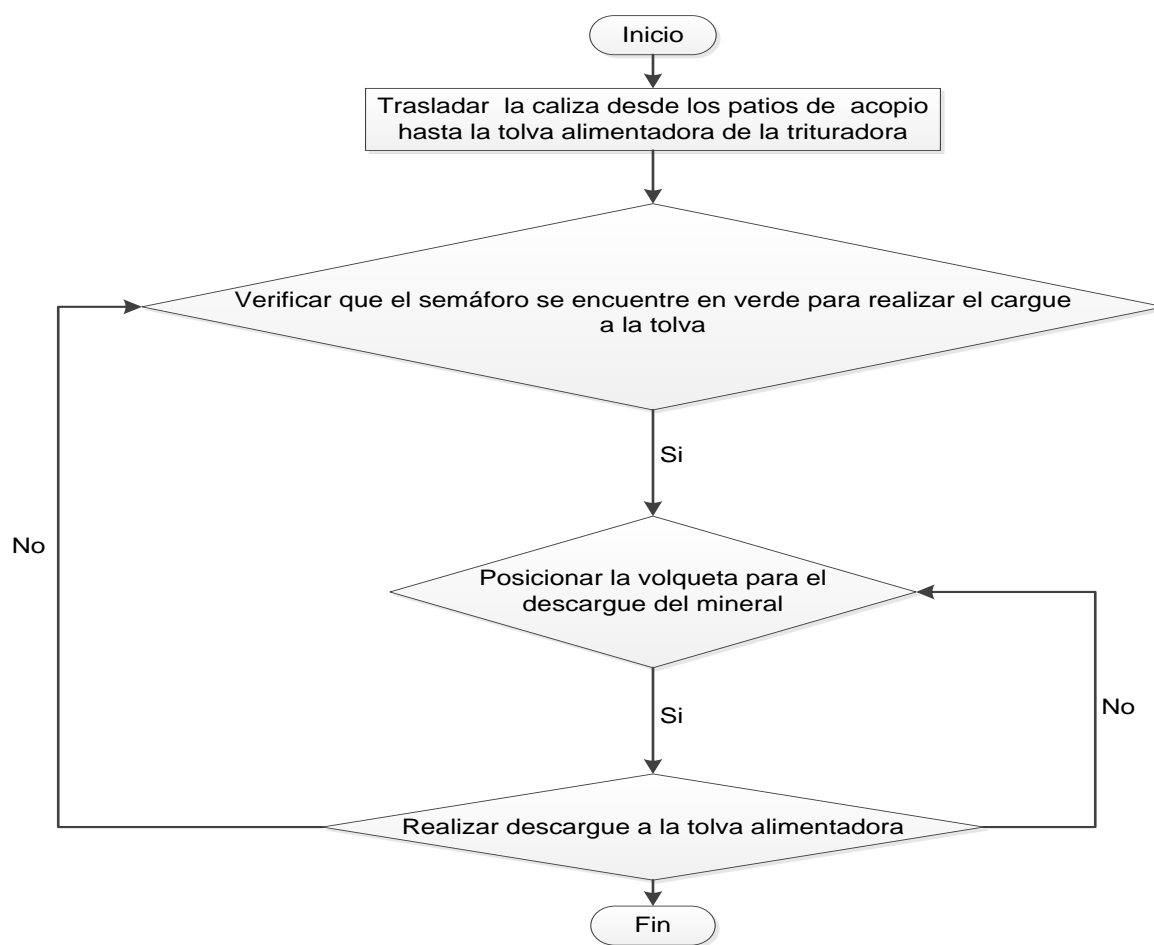 Inicio
Trasladar la caliza desde los patios de acopio
hasta la tolva alimentadora de la trituradora
Verificar que el semáforo se encuentre en verde para realizar el cargue
a la tolva
Si
No
Posicionar la volqueta para el
descargue del mineral
No
Si
Realizar descargue a la tolva alimentadora
Fin